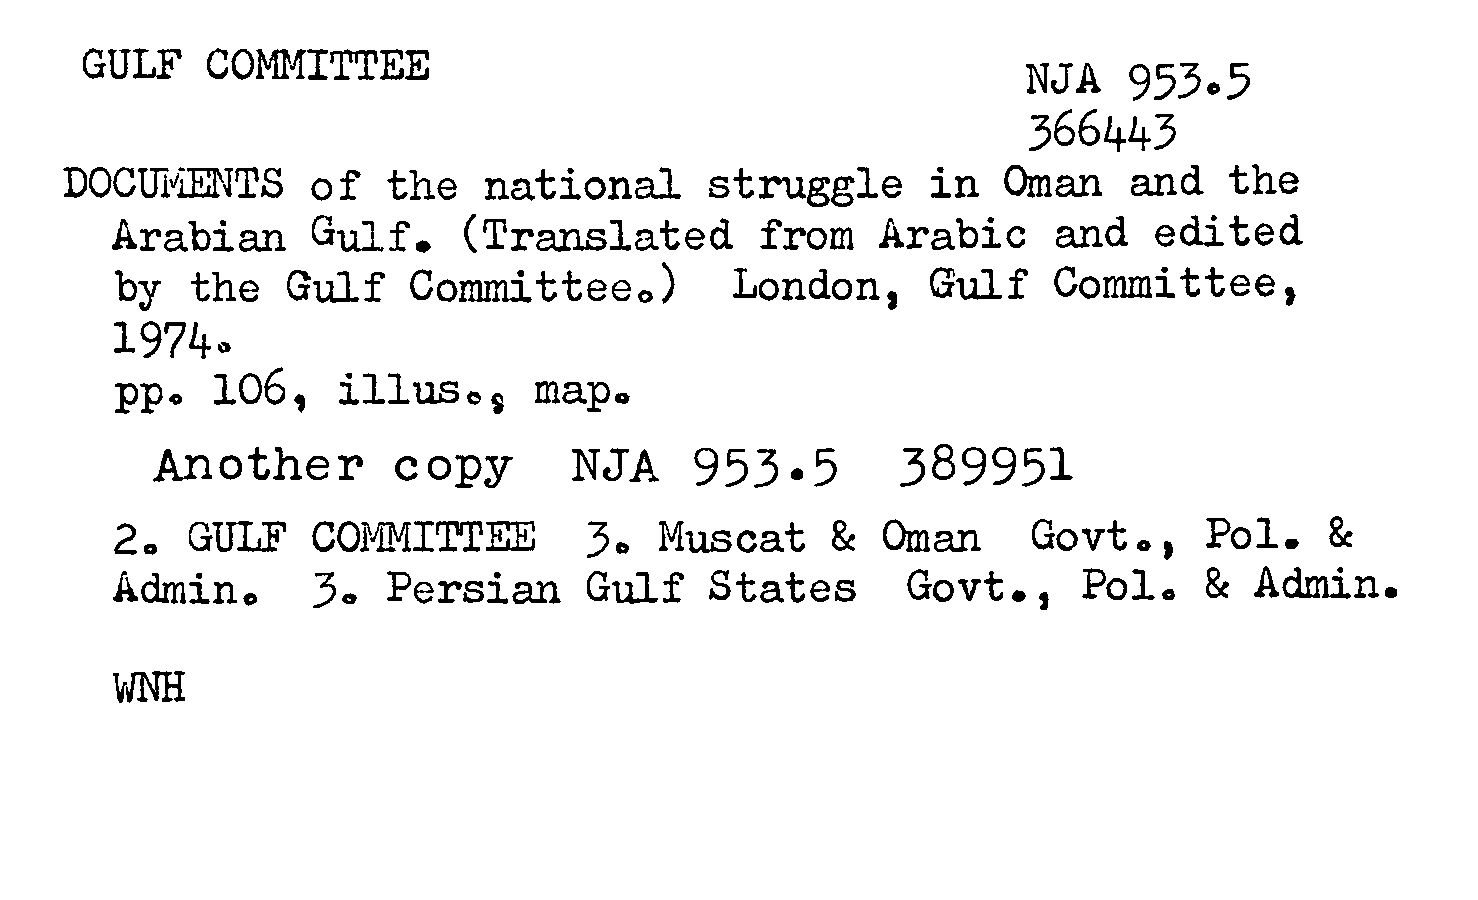 GULF COMMITTEE
NJA 953.5
366443
DOCUMENTS of the national struggle in Oman and the
Arabian Gulf. (Translated from Arabic and edited
by the Gulf Committee.) London, Gulf Committee,
1974.
pp. 106, illus., map.
Another copy NJA 953.5 389951
2. GULF COMMITTEE 3. Muscat & Oman Govt., Pol. &
Admin. 3. Persian Gulf States Govt., Pol. & Admin.
WNH